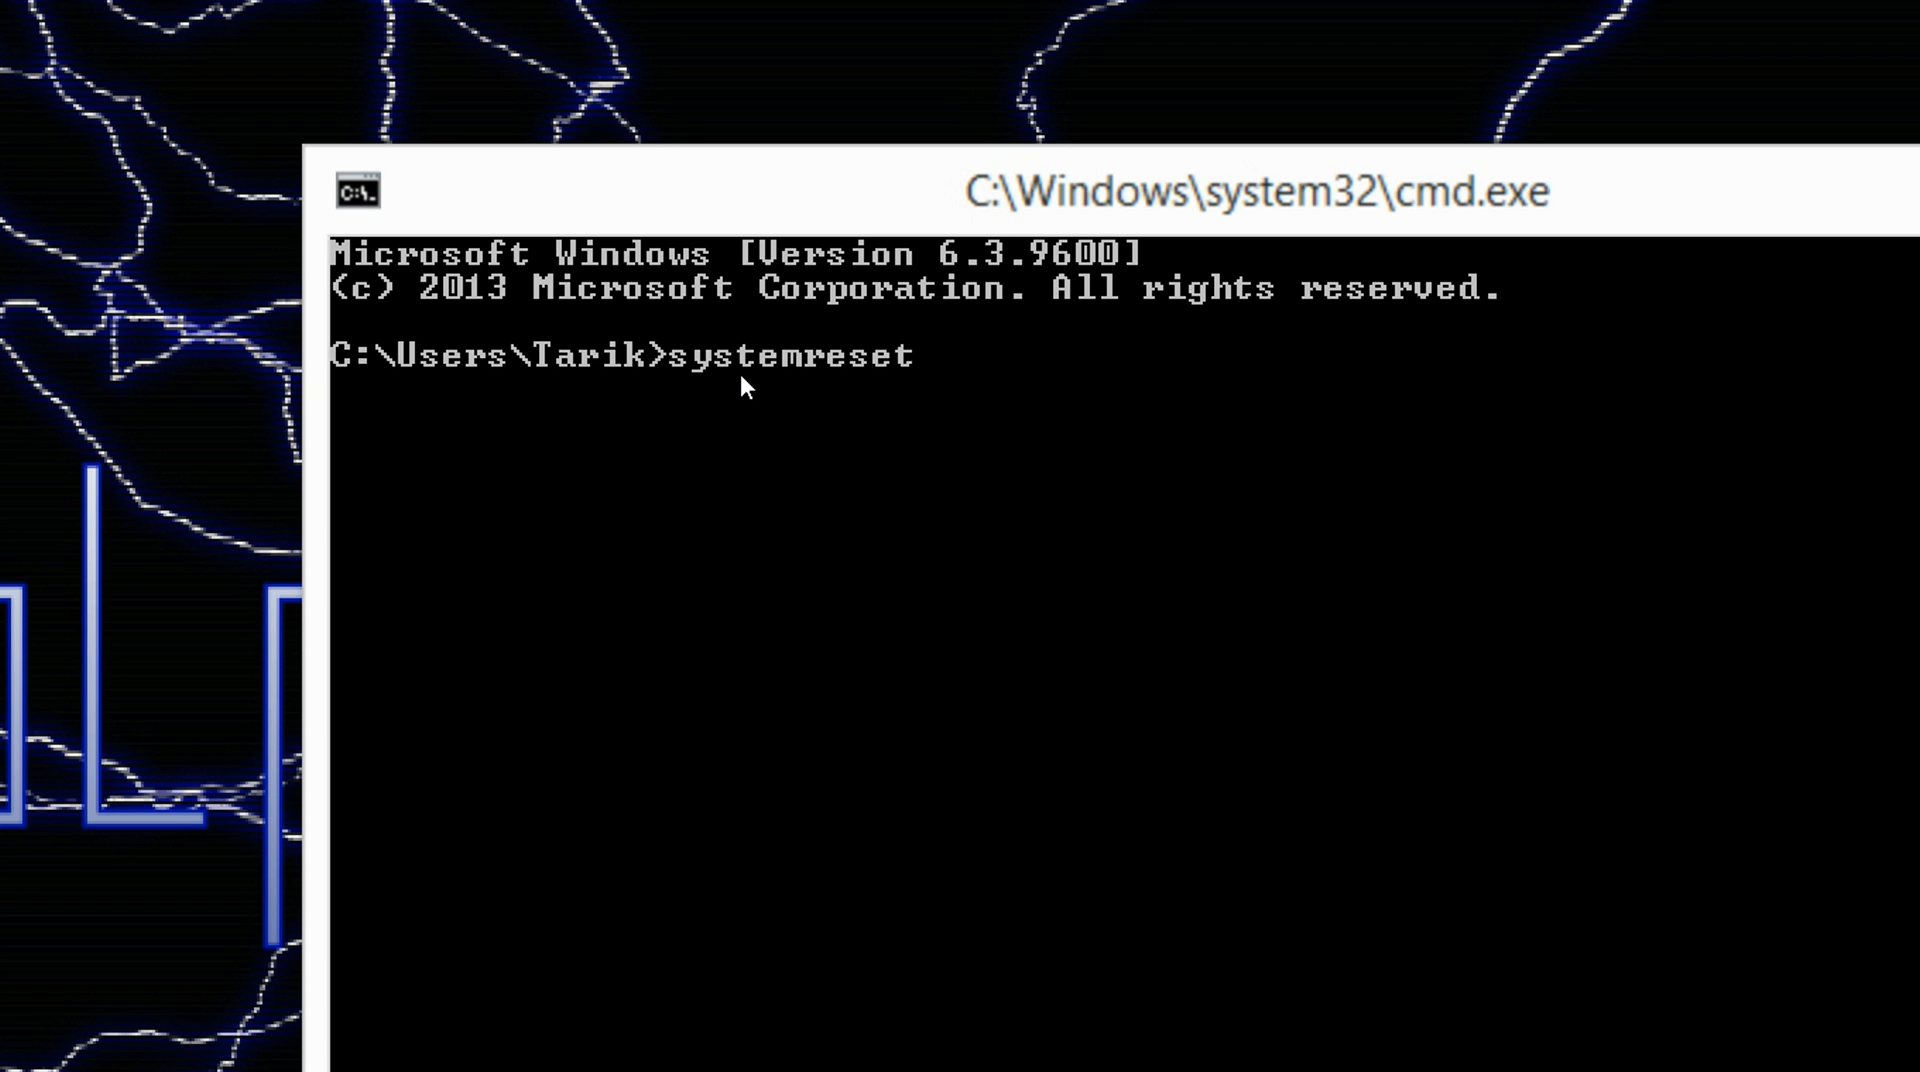 C:\Windows\system32\cmd.exe
Microsoft Windows [Version 6.3.9600]
(c) 2013 Microsoft Corporation. All rights reserved.
C:\Users\Tarik>systemreset